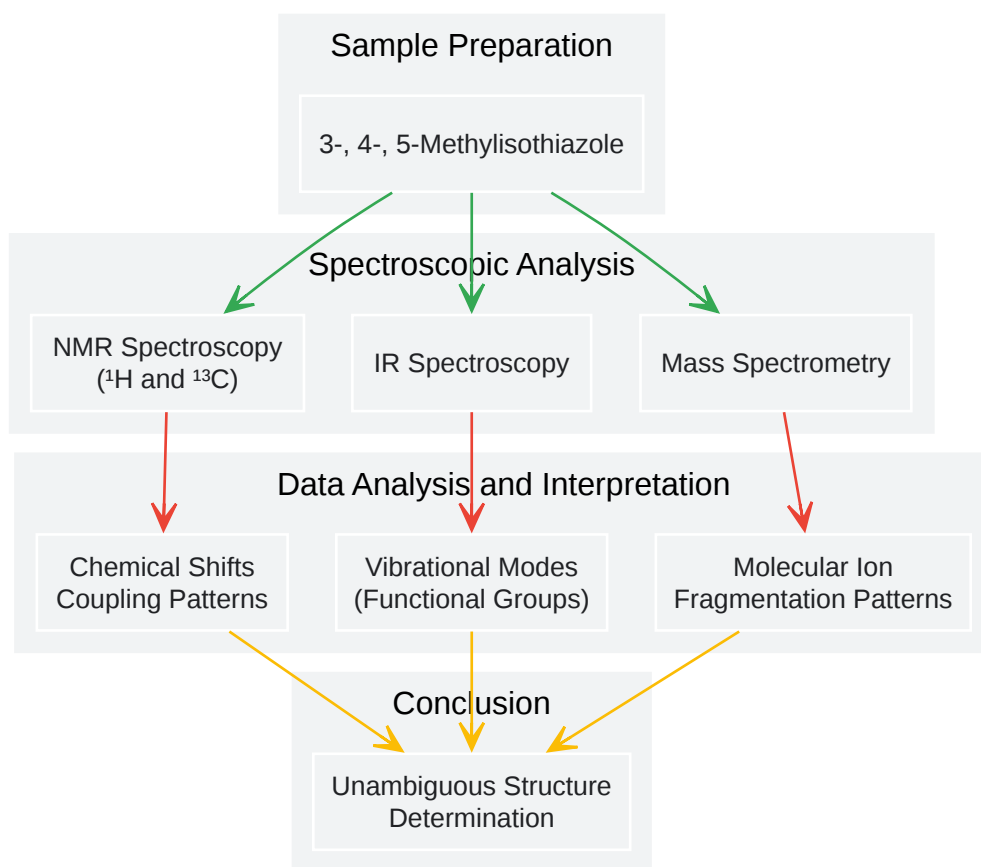 Sample Preparation
3-, 4-, 5-Methylisothiazole
Spectroscopic Analysis
NMR Spectroscopy
(¹H and ¹³C)
IR Spectroscopy
Mass Spectrometry
Data Analysis and Interpretation
Chemical Shifts
Coupling Patterns
Vibrational Modes
(Functional Groups)
Molecular Ion
Fragmentation Patterns
Conclusion
Unambiguous Structure
Determination